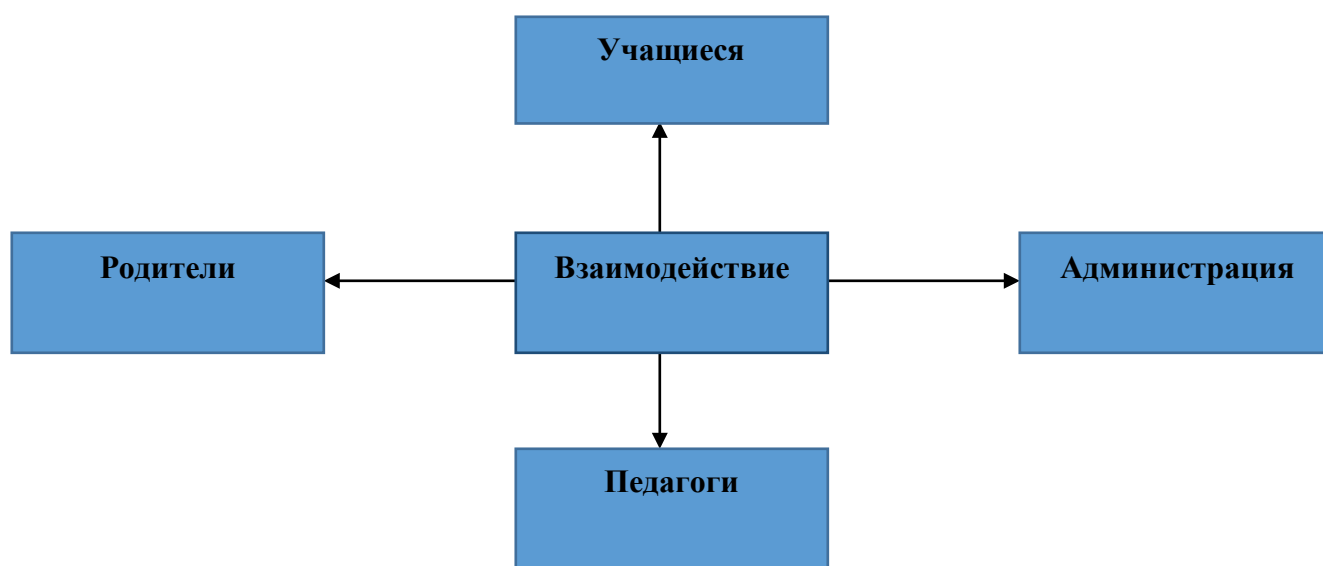 Учащиеся
Родители
Взаимодействие
Администрация
Педагоги